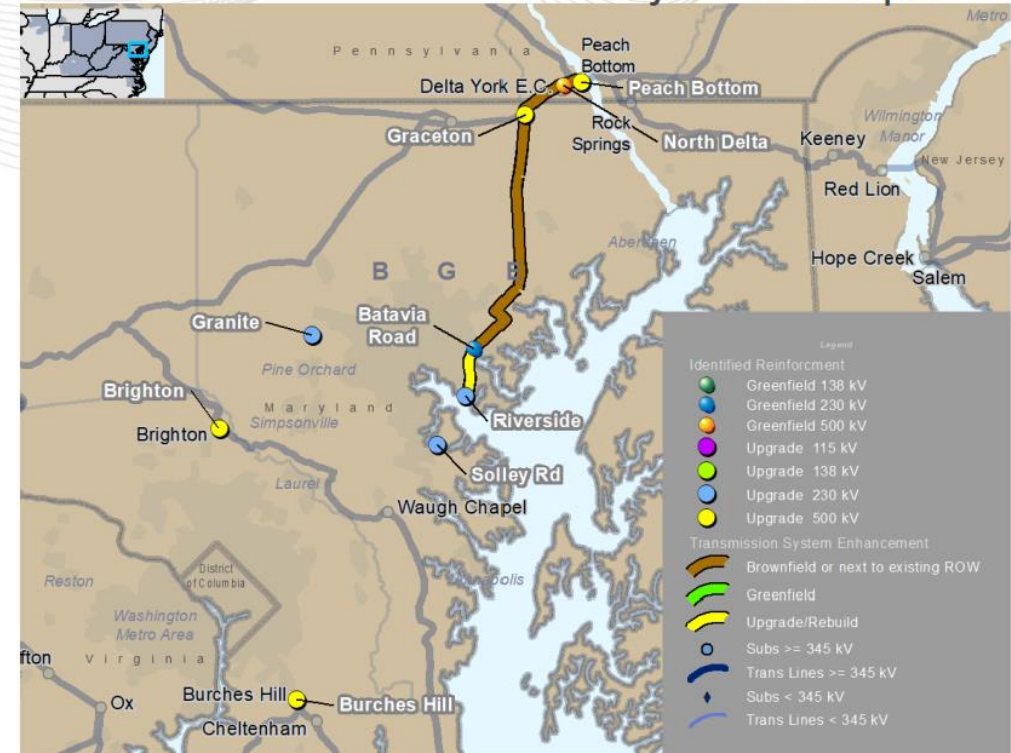 Metro
Pennsylvania
Peach
Bottom
Delta York E.C.
Peach Bottom
Graceton
Rock
Springs
North Delta
Wilmington
Manor
Keeney
New Jersey
Red Lion
Aberdeen
Hope Creek
Salem
B G E
Batavia
Road
Granite
Pine Orchard
Brighton
Maryland
Simpsonville
Brighton
Riverside
Laurel
Solley Rd
Waugh Chapel
District
of Columbia
Reston
Washington
Metro Area
Virginia
fton
Ox
Burches Hill
Burches Hill
Cheltenham
Legend
Identified Reinforcment
Greenfield 138 kV
Greenfield 230 kV
Greenfield 500 kV
Upgrade 115 kV
Upgrade 138 kV
Upgrade 230 kV
Upgrade 500 kV
Transmission System Enhancement
Brownfield or next to existing ROW
Greenfield
Upgrade/Rebuild
Subs >= 345 kV
Trans Lines >= 345 kV
Subs < 345 kV
Trans Lines < 345 kV